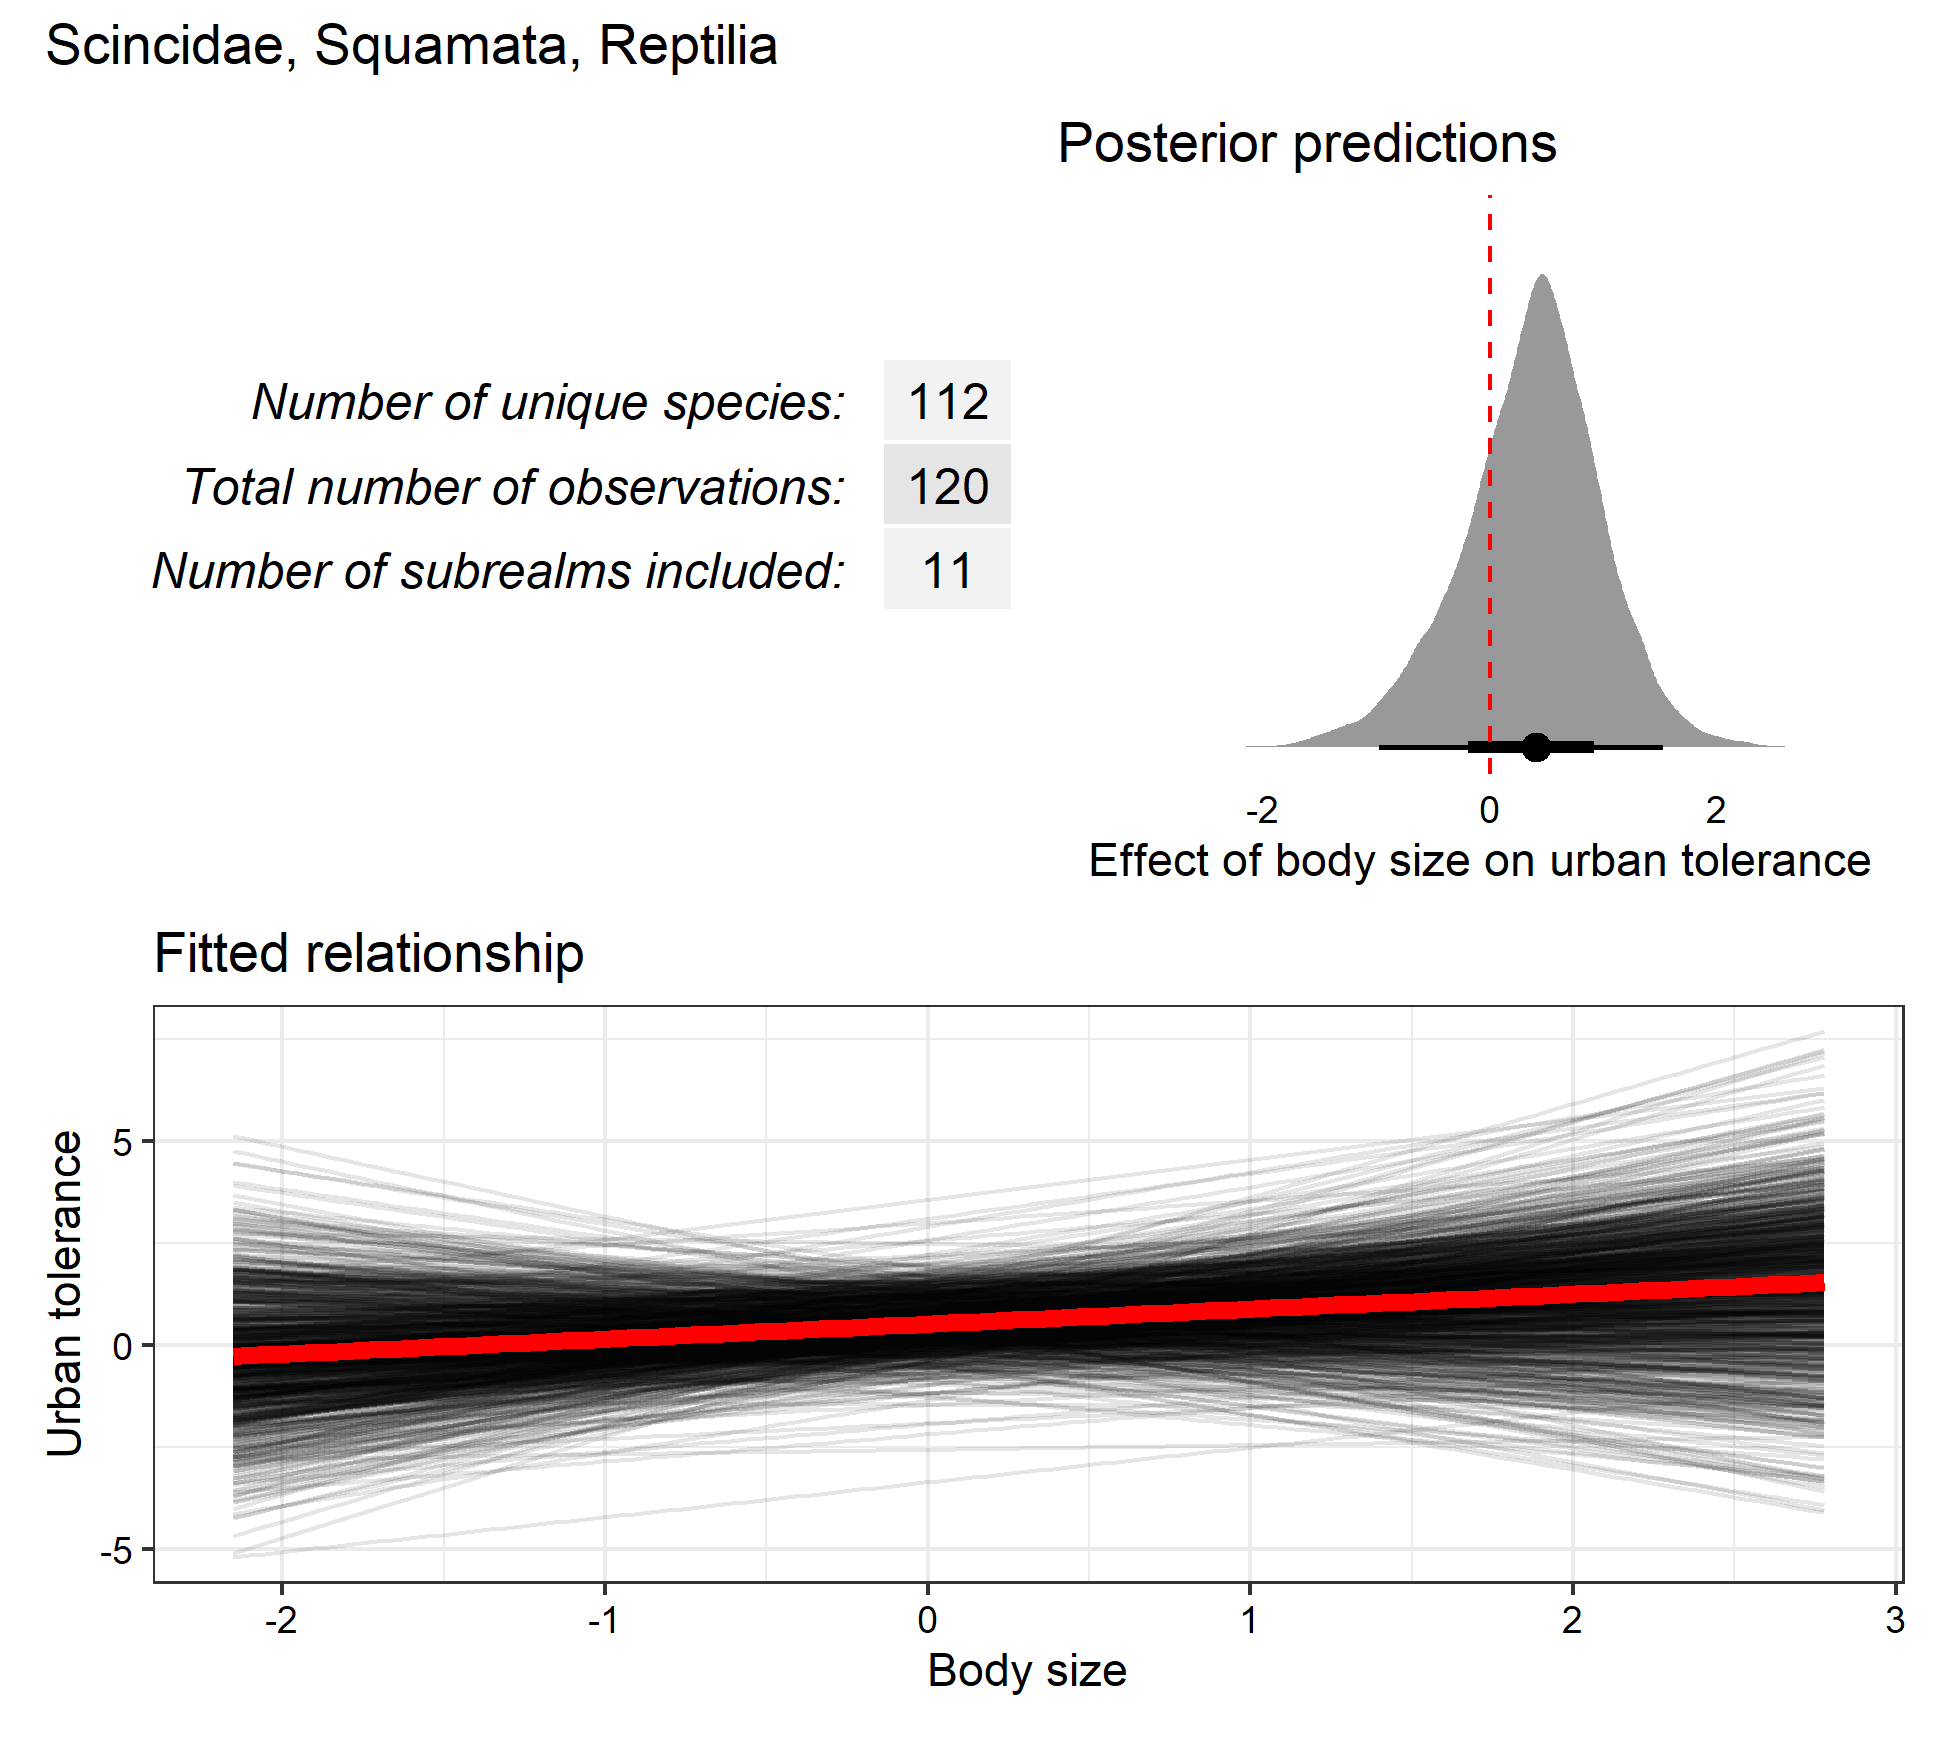 Scincidae, Squamata, Reptilia
Posterior predictions
Number of unique species: 112
Total number of observations: 120
Number of subrealms included: 11
-2 0 2
Effect of body size on urban tolerance
Fitted relationship
Urban tolerance
5
0
-5
-2 -1 0 1 2 3
Body size